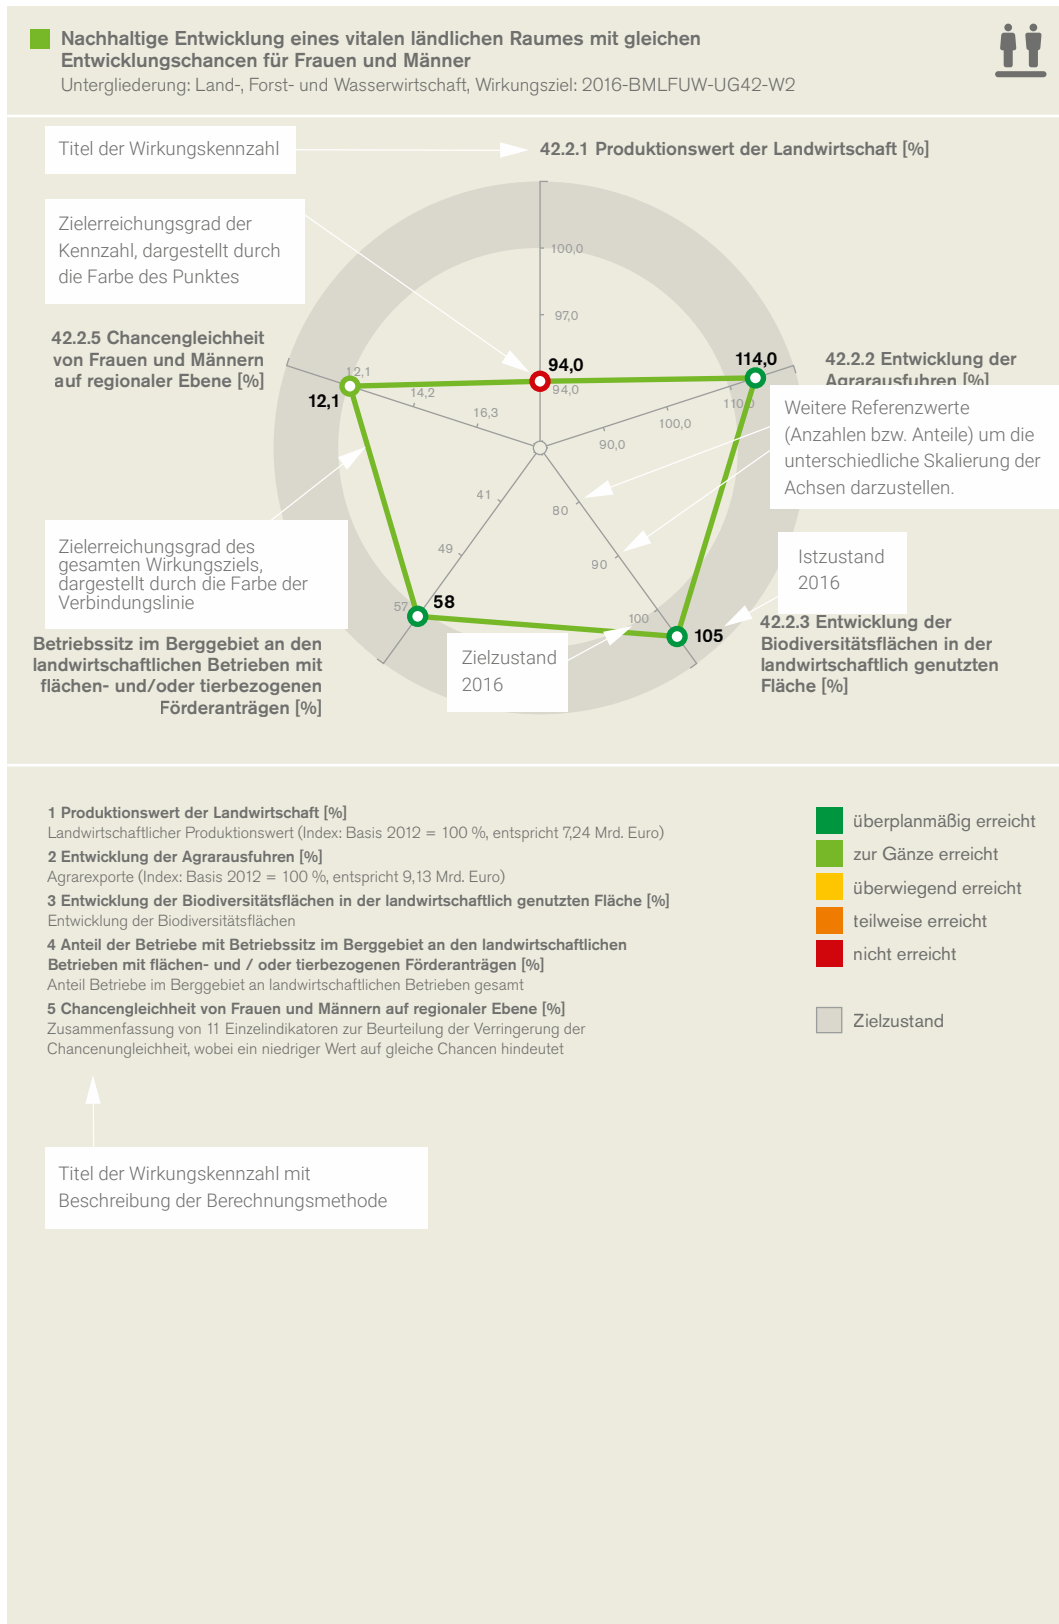 Nachhaltige Entwicklung eines vitalen ländlichen Raumes mit gleichen
Entwicklungschancen für Frauen und Männer
Untergliederung: Land-, Forst- und Wasserwirtschaft, Wirkungsziel: 2016-BMLFUW-UG42-W2
Titel der Wirkungskennzahl
42.2.1 Produktionswert der Landwirtschaft [%]
Zielerreichungsgrad der
Kennzahl, dargestellt durch
die Farbe des Punktes
100,0
97,0
94,0
94,0
42.2.5 Chancengleichheit
von Frauen und Männern
auf regionaler Ebene [%]
12,1
12,1
14,2
16,3
114,0
110,0
100,0
90,0
42.2.2 Entwicklung der
Agrarausfuhren [%]
Weitere Referenzwerte
(Anzahlen bzw. Anteile) um die
unterschiedliche Skalierung der
Achsen darzustellen.
41
49
57
58
80
90
100
105
Zielerreichungsgrad des
gesamten Wirkungsziels,
dargestellt durch die Farbe der
Verbindungslinie
Istzustand
2016
Zielzustand
2016
Betriebssitz im Berggebiet an den
landwirtschaftlichen Betrieben mit
flächen- und/oder tierbezogenen
Förderanträgen [%]
42.2.3 Entwicklung der
Biodiversitätsflächen in der
landwirtschaftlich genutzten
Fläche [%]
1 Produktionswert der Landwirtschaft [%]
Landwirtschaftlicher Produktionswert (Index: Basis 2012 = 100 %, entspricht 7,24 Mrd. Euro)
2 Entwicklung der Agrarausfuhren [%]
Agrarexporte (Index: Basis 2012 = 100 %, entspricht 9,13 Mrd. Euro)
3 Entwicklung der Biodiversitätsflächen in der landwirtschaftlich genutzten Fläche [%]
Entwicklung der Biodiversitätsflächen
4 Anteil der Betriebe mit Betriebssitz im Berggebiet an den landwirtschaftlichen
Betrieben mit flächen- und / oder tierbezogenen Förderanträgen [%]
Anteil Betriebe im Berggebiet an landwirtschaftlichen Betrieben gesamt
5 Chancengleichheit von Frauen und Männern auf regionaler Ebene [%]
Zusammenfassung von 11 Einzelindikatoren zur Beurteilung der Verringerung der
Chancenungleichheit, wobei ein niedriger Wert auf gleiche Chancen hindeutet
überplanmäßig erreicht
zur Gänze erreicht
überwiegend erreicht
teilweise erreicht
nicht erreicht
Zielzustand
Titel der Wirkungskennzahl mit
Beschreibung der Berechnungsmethode